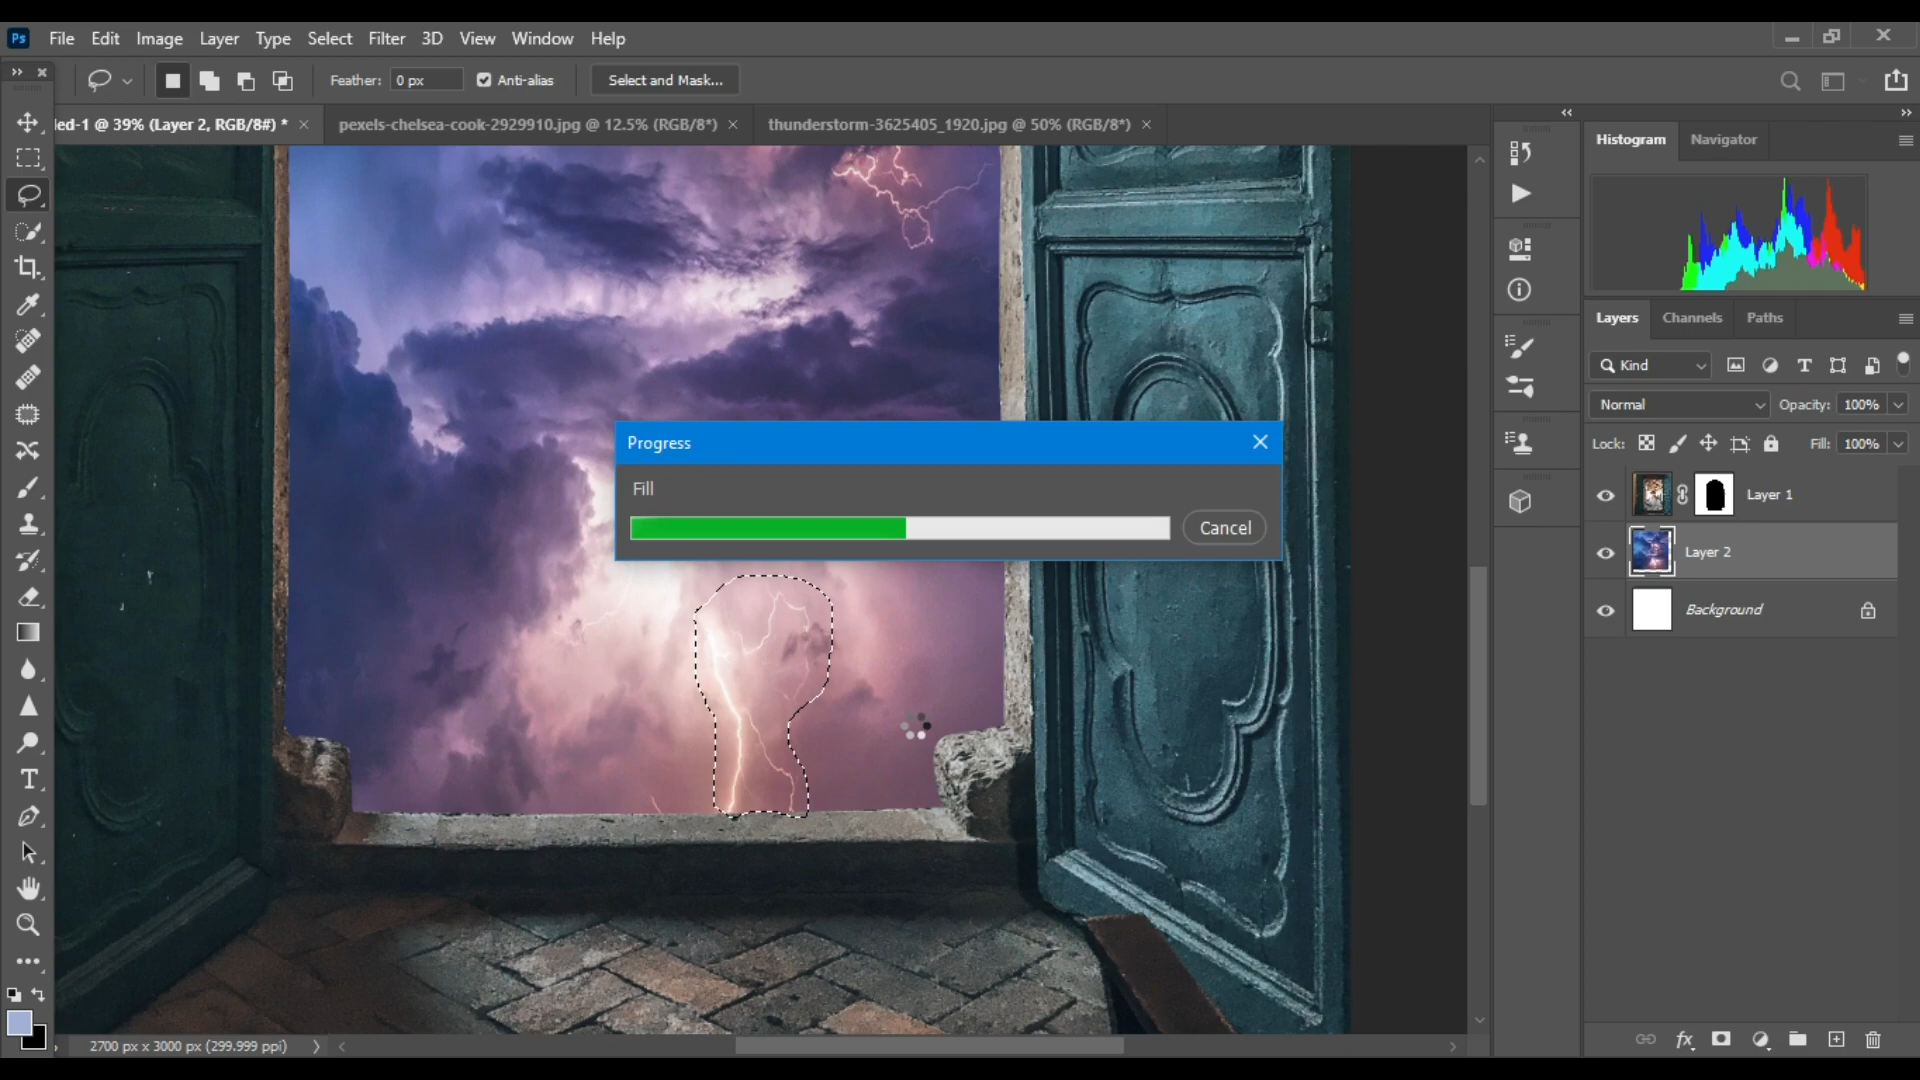 Ps File Edit Image Layer Type Select Filter 3D View Window Help
Feather: 0 px Anti-alias Select and Mask...
led-1 @ 39% (Layer 2, RGB/8#) * pexels-chelsea-cook-2929910.jpg @ 12.5% (RGB/8*) thunderstorm-3625405_1920.jpg @ 50% (RGB/8*)
Histogram Navigator
Layers Channels Paths
Kind
Normal Opacity: 100%
Lock: Fill: 100%
Layer 1
Layer 2
Background
Progress
Fill
Cancel
2700 px x 3000 px (299.999 ppi)